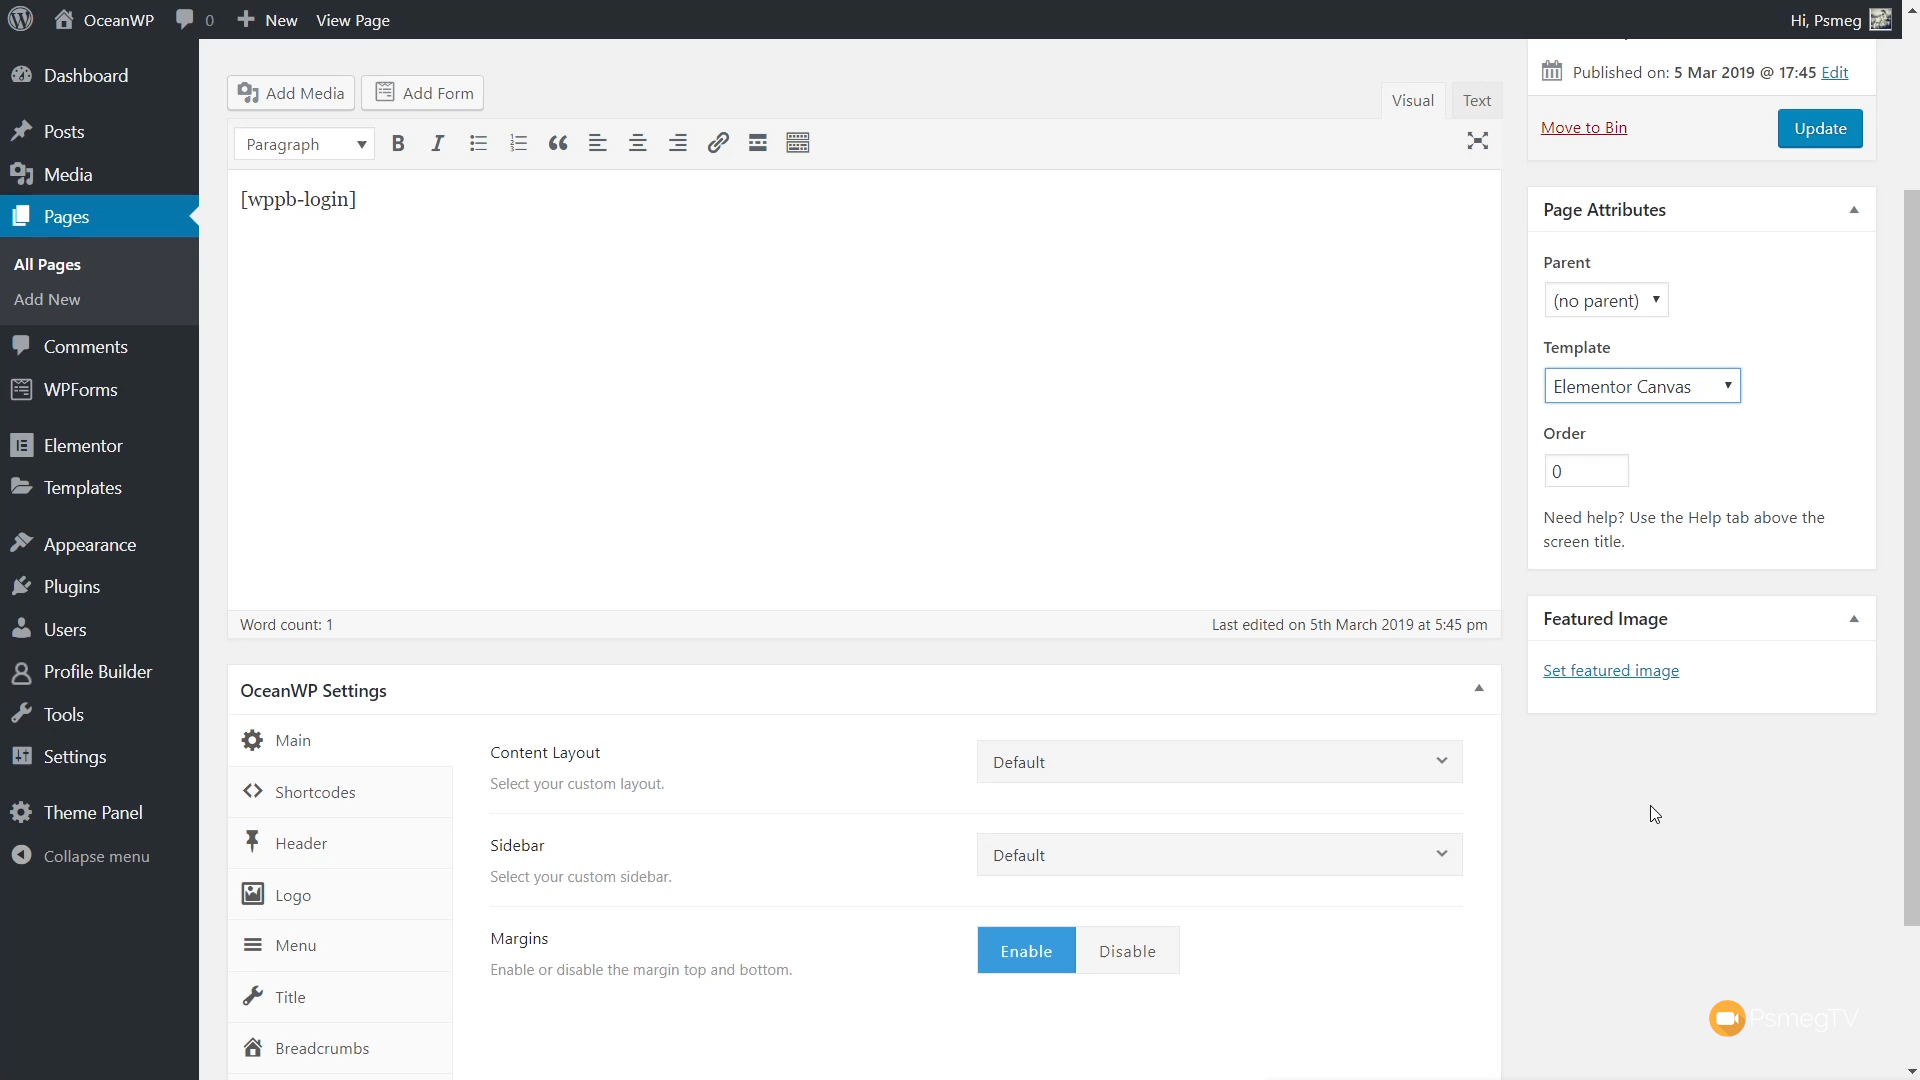 OceanWP
0
New
View Page
Hi, Psmeg
Dashboard
Posts
Media
Pages
All Pages
Add New
Comments
WPForms
Elementor
Templates
Appearance
Plugins
Users
Profile Builder
Tools
Settings
Theme Panel
Collapse menu
Add Media
Add Form
Visual
Text
Paragraph
[wppb-login]
Word count: 1
Last edited on 5th March 2019 at 5:45 pm
OceanWP Settings
Main
Shortcodes
Header
Logo
Menu
Title
Breadcrumbs
Content Layout
Select your custom layout.
Default
Sidebar
Select your custom sidebar.
Default
Margins
Enable or disable the margin top and bottom.
Enable
Disable
Published on: 5 Mar 2019 @ 17:45 Edit
Move to Bin
Update
Page Attributes
Parent
(no parent)
Template
Elementor Canvas
Order
0
Need help? Use the Help tab above the
screen title.
Featured Image
Set featured image
PsmegTV